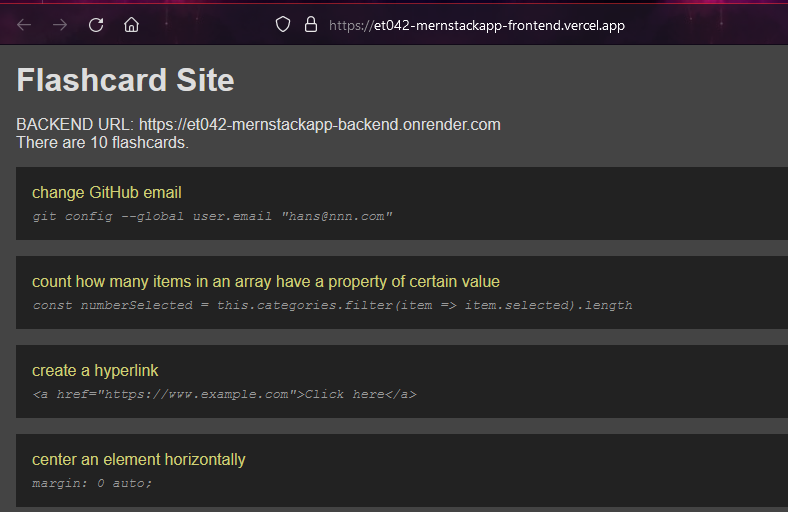 https://et042-mernstackapp-frontend.vercel.app
Flashcard Site
BACKEND URL: https://et042-mernstackapp-backend.onrender.com
There are 10 flashcards.
change GitHub email
git config --global user.email "hans@nnn.com"
count how many items in an array have a property of certain value
const numberSelected = this.categories.filter(item => item.selected).length
create a hyperlink
<a href="https://www.example.com">Click here</a>
center an element horizontally
margin: 0 auto;